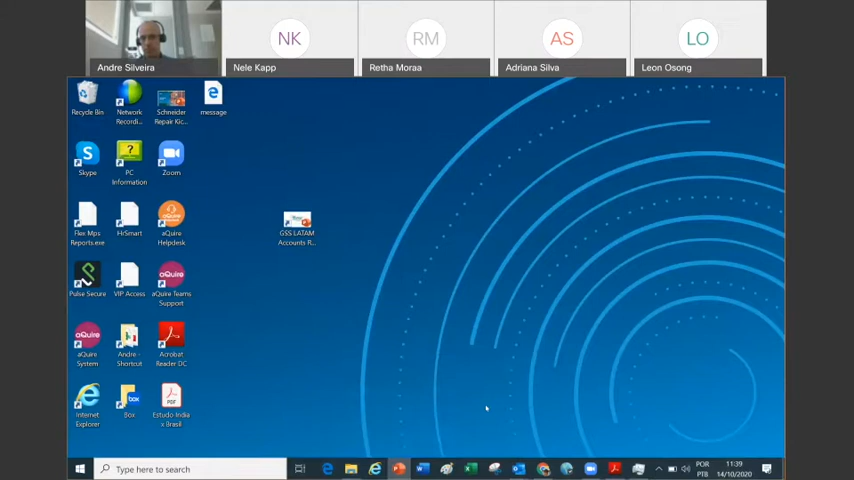 NK
RM
AS
LO
Andre Silveira
Nele Kapp
Retha Moraa
Adriana Silva
Leon Osong
Recycle Bin
Network
Recordi...
Schneider
Repair Kic...
message
Skype
PC
Information
Zoom
Flex Mps
Reports.exe
HrSmart
aQuire
Helpdesk
GSS LATAM
Accounts R...
Pulse Secure
VIP Access
aQuire Teams
Support
aQuire
System
Andre -
Shortcut
Acrobat
Reader DC
Internet
Explorer
Box
Estudo India
x Brasil
Type here to search
POR
PTB
11:39
14/10/2020